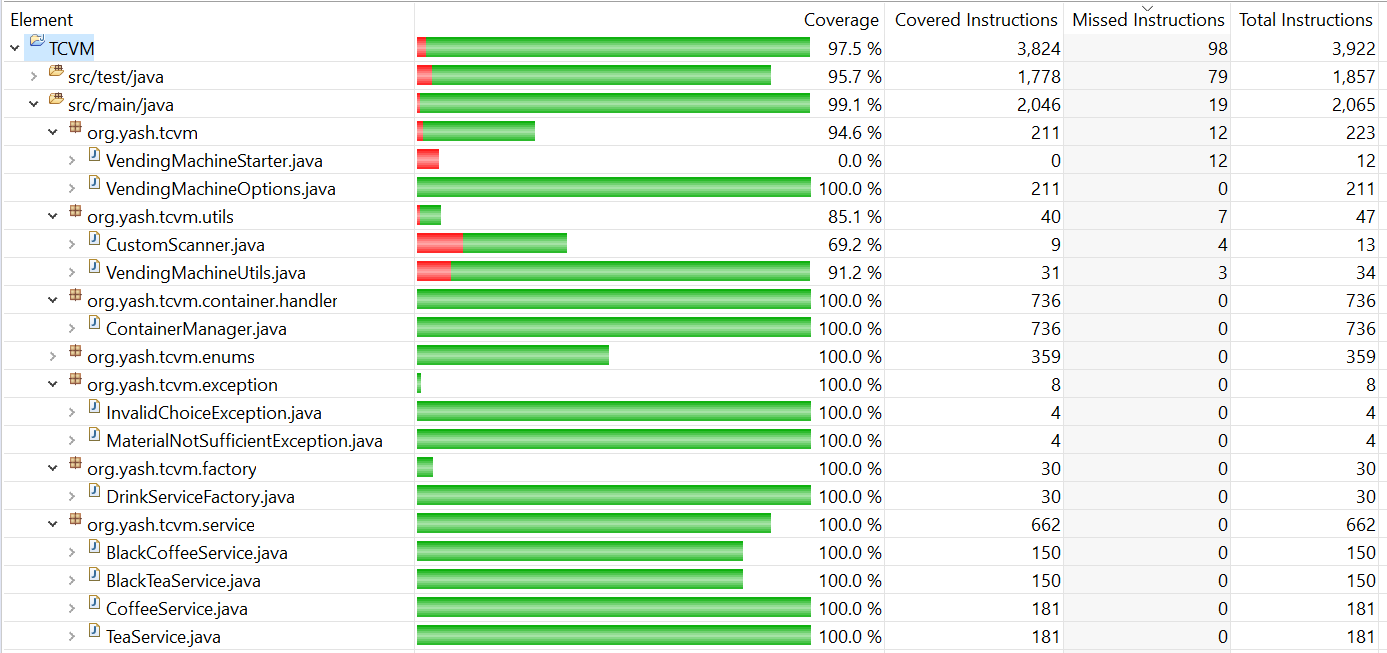 Element Coverage Covered Instructions Missed Instructions Total Instructions
TCVM 97.5 % 3,824 98 3,922
src/test/java 95.7 % 1,778 79 1,857
src/main/java 99.1 % 2,046 19 2,065
org.yash.tcvm 94.6 % 211 12 223
VendingMachineStarter.java 0.0 % 0 12 12
VendingMachineOptions.java 100.0 % 211 0 211
org.yash.tcvm.utils 85.1 % 40 7 47
CustomScanner.java 69.2 % 9 4 13
VendingMachineUtils.java 91.2 % 31 3 34
org.yash.tcvm.container.handler 100.0 % 736 0 736
ContainerManager.java 100.0 % 736 0 736
org.yash.tcvm.enums 100.0 % 359 0 359
org.yash.tcvm.exception 100.0 % 8 0 8
InvalidChoiceException.java 100.0 % 4 0 4
MaterialNotSufficientException.java 100.0 % 4 0 4
org.yash.tcvm.factory 100.0 % 30 0 30
DrinkServiceFactory.java 100.0 % 30 0 30
org.yash.tcvm.service 100.0 % 662 0 662
BlackCoffeeService.java 100.0 % 150 0 150
BlackTeaService.java 100.0 % 150 0 150
CoffeeService.java 100.0 % 181 0 181
TeaService.java 100.0 % 181 0 181